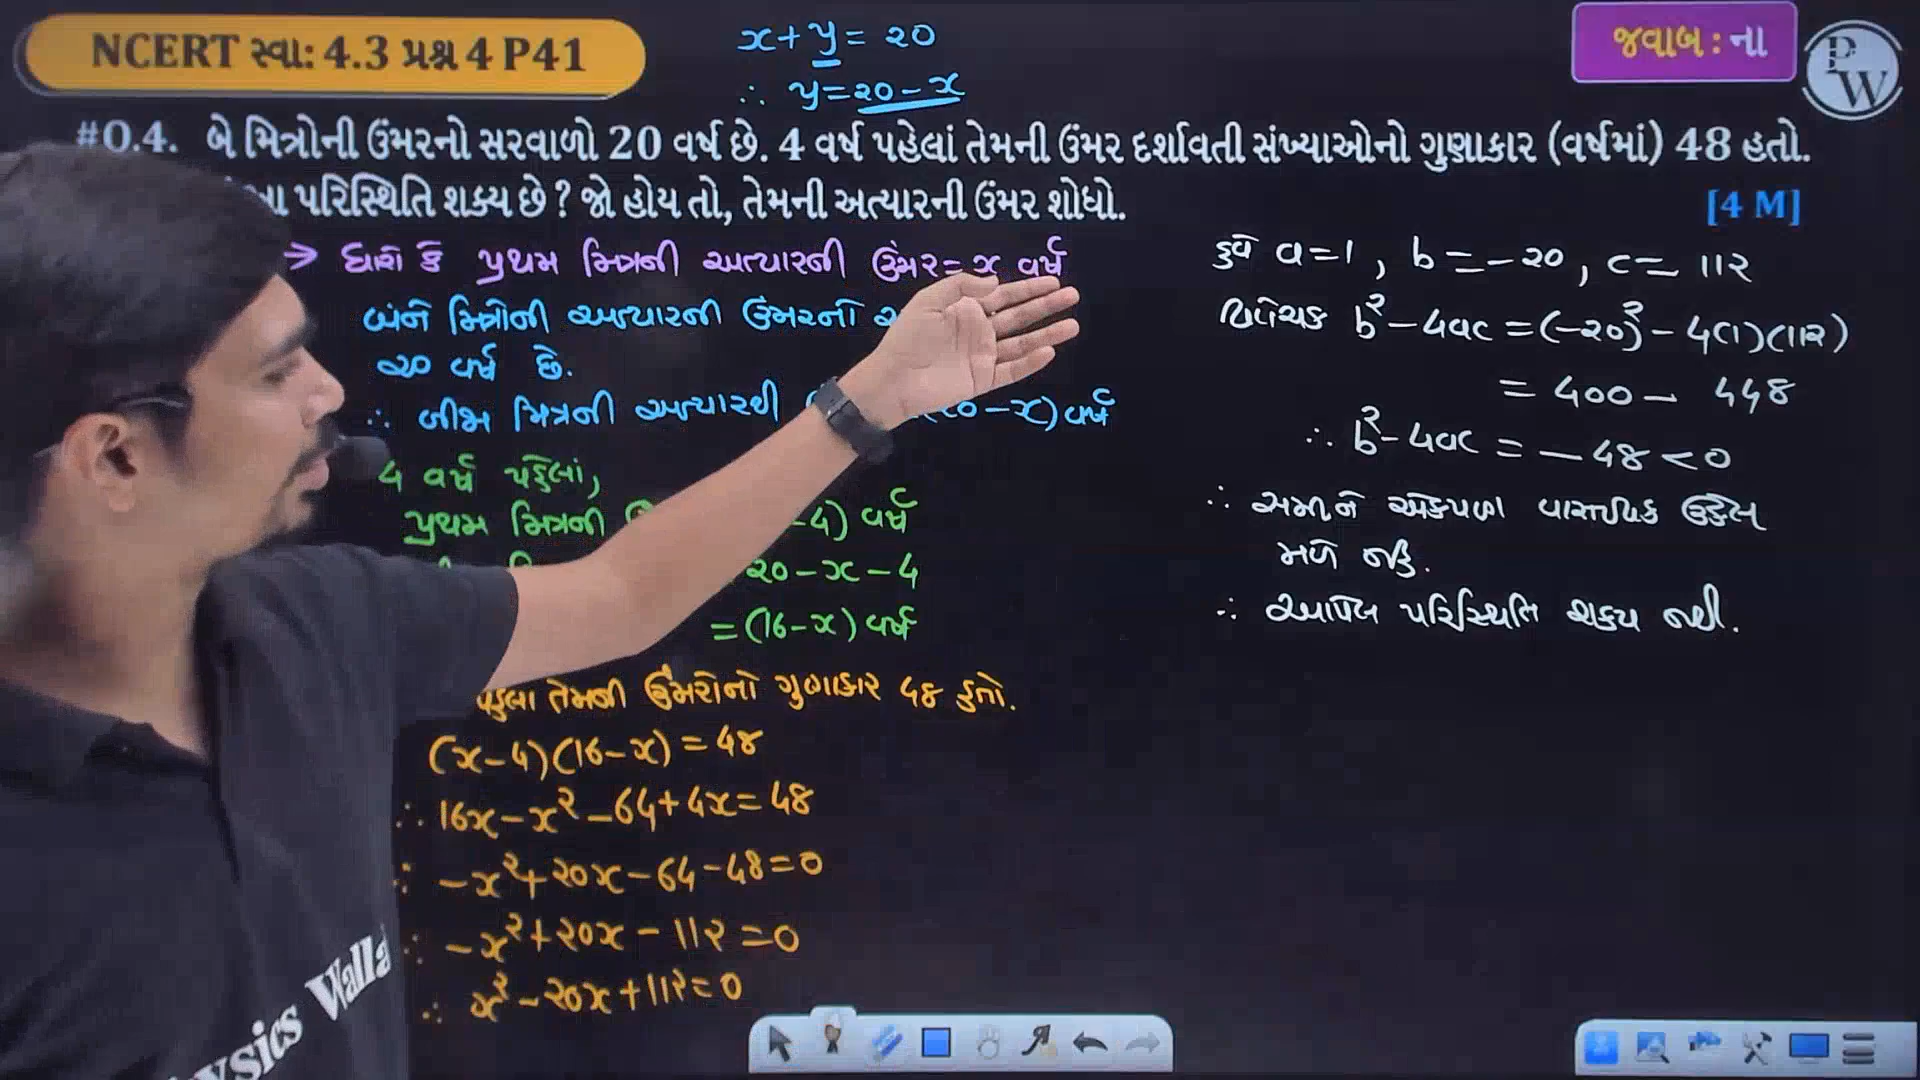 NCERT સ્વા: 4.3 પ્રશ્ન 4 P41
x + y = 20
∴ y = 20 - x
જવાબ : ના
PW
#Q.4. બે મિત્રોની ઉંમરનો સરવાળો 20 વર્ષ છે. 4 વર્ષ પહેલાં તેમની ઉંમર દર્શાવતી સંખ્યાઓનો ગુણાકાર (વર્ષમાં) 48 હતો.
પરિસ્થિતિ શક્ય છે ? જો હોય તો, તેમની અત્યારની ઉંમર શોધો.
[4 M]
→ ધારો કે પ્રથમ મિત્રની અત્યારની ઉંમર = x વર્ષ
બંને મિત્રોની અત્યારની ઉંમરનો
20 વર્ષ છે.
∴ બીજા મિત્રની અત્યારથી - x) વર્ષ
4 વર્ષ પહેલાં,
પ્રથમ મિત્રની - 4) વર્ષ
20 - x - 4
= (16 - x) વર્ષ
તેમની ઉંમરોનો ગુણાકાર 48 હતો.
(x - 4) (16 - x) = 48
∴ 16x - x² - 64 + 4x = 48
∴ - x² + 20x - 64 - 48 = 0
∴ - x² + 20x - 112 = 0
∴ x² - 20x + 112 = 0
હવે a = 1 , b = - 20 , c = 112
વિવેચક b² - 4ac = (-20)² - 4(1)(112)
= 400 - 448
∴ b² - 4ac = - 48 < 0
∴ સમી.ને એકપણ વાસ્તવિક ઉકેલ
મળે નહિ.
∴ આપેલ પરિસ્થિતિ શક્ય નથી.
ysics Walla